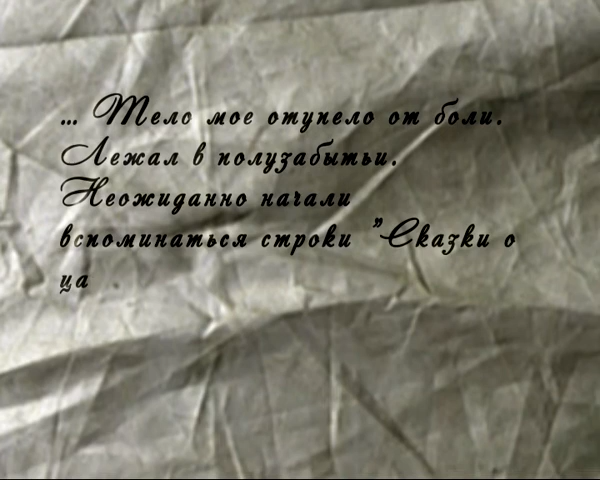 ... Тело мое отупело от боли.
Лежал в полузабытьи.
Неожиданно начали
вспоминаться строки "Сказки о
ца